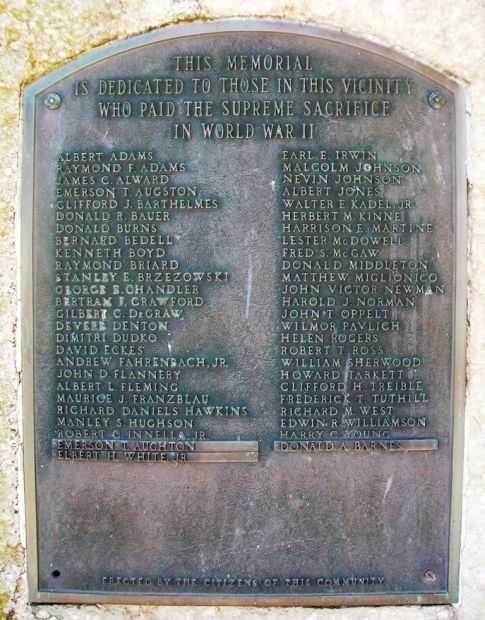 THIS MEMORIAL
IS DEDICATED TO THOSE IN THIS VICINITY
WHO PAID THE SUPREME SACRIFICE
IN WORLD WAR II
ALBERT ADAMS
RAYMOND F. ADAMS
JAMES C. ALWARD
EMERSON T. AUGSTON
CLIFFORD J. BARTHELMES
DONALD R. BAUER
DONALD BURNS
BERNARD BEDELL
KENNETH BOYD
RAYMOND BRIARD
STANLEY E. BRZEZOWSKI
GEORGE E. CHANDLER
BERTRAM F. CRAWFORD
GILBERT C. DeGRAW
DEVERE DENTON
DIMITRI DUDKO
DAVID ECKES
ANDREW FAHRENBACH, JR.
JOHN D. FLANNERY
ALBERT L. FLEMING
MAURICE J. FRANZBLAU
RICHARD DANIELS HAWKINS
MANLEY S. HUGHSON
ROBERT O. INNELLA, JR.
EMERSON T. AUGHTON
ELBERT H. WHITE JR.
EARL E. IRWIN
MALCOLM JOHNSON
NEVIN JOHNSON
ALBERT JONES
WALTER E. KADEL, JR.
HERBERT M. KINNE
HARRISON E. MARTINE
LESTER McDOWELL
FRED'S. McGAW
DONALD MIDDLETON
MATTHEW MIGLIONICO
JOHN VICTOR NEWMAN
HAROLD J. NORMAN
JOHN T. OPPELT
WILMOR PAVLICH
HELEN ROGERS
ROBERT T. ROSS
WILLIAM SHERWOOD
HOWARD TARKETT
CLIFFORD H. TREIBLE
FREDERICK T. TUTHILL
RICHARD M. WEST
EDWIN R. WILLIAMSON
HARRY C. YOUNG
DONALD A. BARNES
ERECTED BY THE CITIZENS OF THIS COMMUNITY